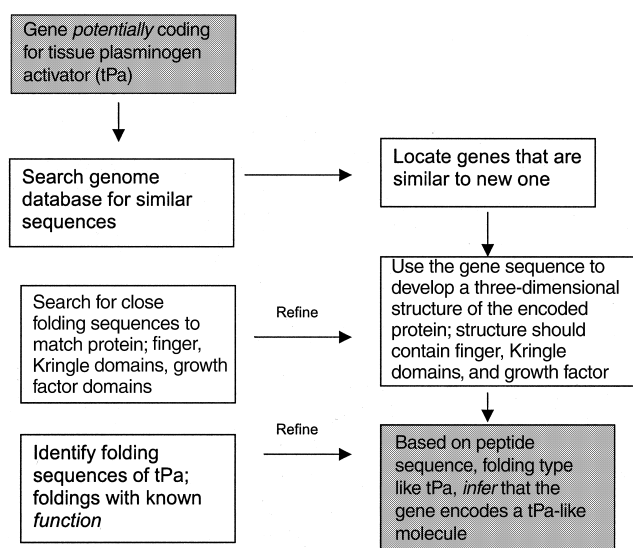 Gene potentially coding
for tissue plasminogen
activator (tPa)
Search genome
database for similar
sequences
Locate genes that are
similar to new one
Use the gene sequence to
develop a three-dimensional
structure of the encoded
protein; structure should
contain finger, Kringle
domains, and growth factor
Search for close
folding sequences to
match protein; finger,
Kringle domains, growth
factor domains
Refine
Identify folding
sequences of tPa;
foldings with known
function
Refine
Based on peptide
sequence, folding type
like tPa, infer that the
gene encodes a tPa-like
molecule